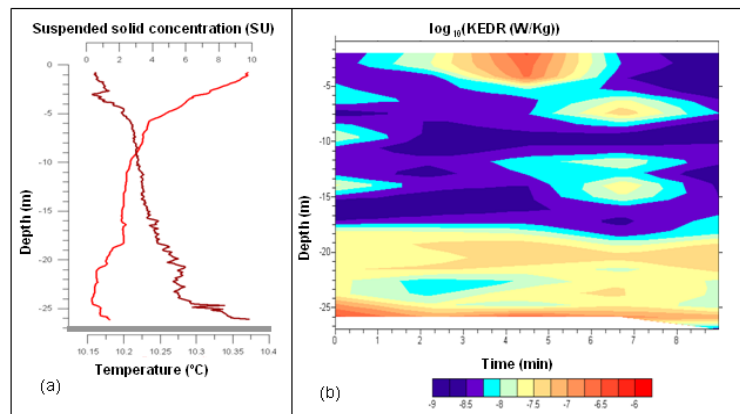 Suspended solid concentration (SU)
0 2 4 6 8 10
0
-5
-10
-15
-20
-25
Depth (m)
10.15 10.2 10.25 10.3 10.35 10.4
Temperature (°C)
(a)
log 10(KEDR (W/Kg))
0
-5
-10
-15
-20
-25
Depth (m)
0 1 2 3 4 5 6 7 8
Time (min)
(b)
-9 -8.5 -8 -7.5 -7 -6.5 -6